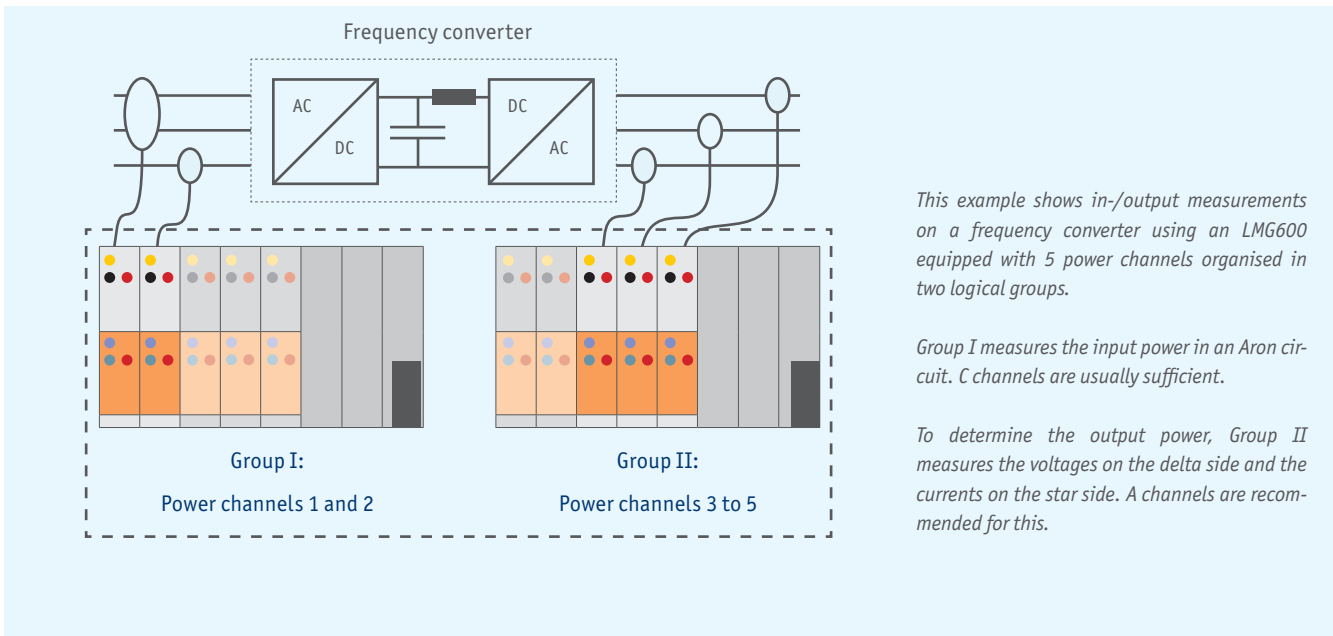 Frequency converter
AC
DC
DC
AC
This example shows in-/output measurements
on a frequency converter using an LMG600
equipped with 5 power channels organised in
two logical groups.
Group I measures the input power in an Aron cir-
cuit. C channels are usually sufficient.
To determine the output power, Group II
measures the voltages on the delta side and the
currents on the star side. A channels are recom-
mended for this.
Group I:
Power channels 1 and 2
Group II:
Power channels 3 to 5